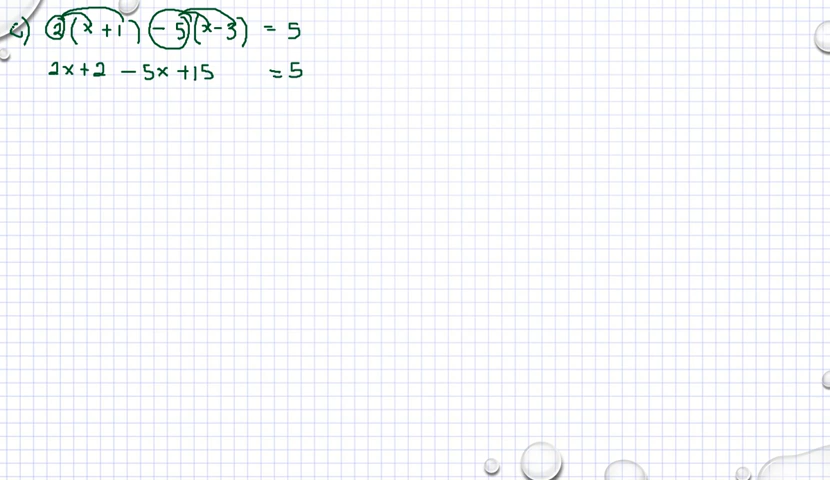 c) 2(x+1) - 5(x-3) = 5
2x+2 - 5x +15 = 5